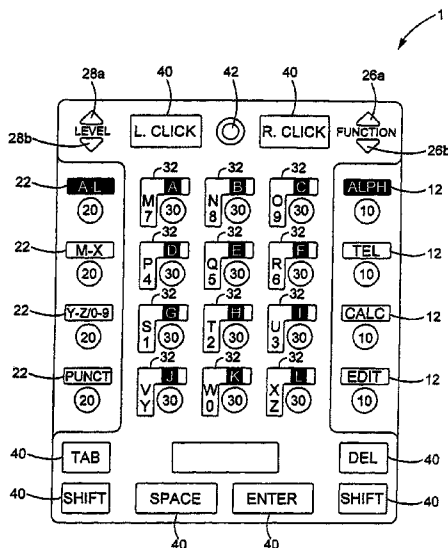 1
28a 40 42 40 26a
LEVEL L. CLICK R. CLICK FUNCTION
28b 26b
32 32 32
22 A-L A B C ALPH 12
20 M 7 30 N 8 30 O 9 30 10
32 32 32
22 M-X D E F TEL 12
20 P 4 30 Q 5 30 R 6 30 10
32 32 32
22 Y-Z/0-9 G H I CALC 12
20 S 1 30 T 2 30 U 3 30 10
32 32 32
22 PUNCT J K L EDIT 12
20 V Y 30 W 0 30 X Z 30 10
40 TAB DEL 40
40 SHIFT SPACE ENTER SHIFT 40
40 40